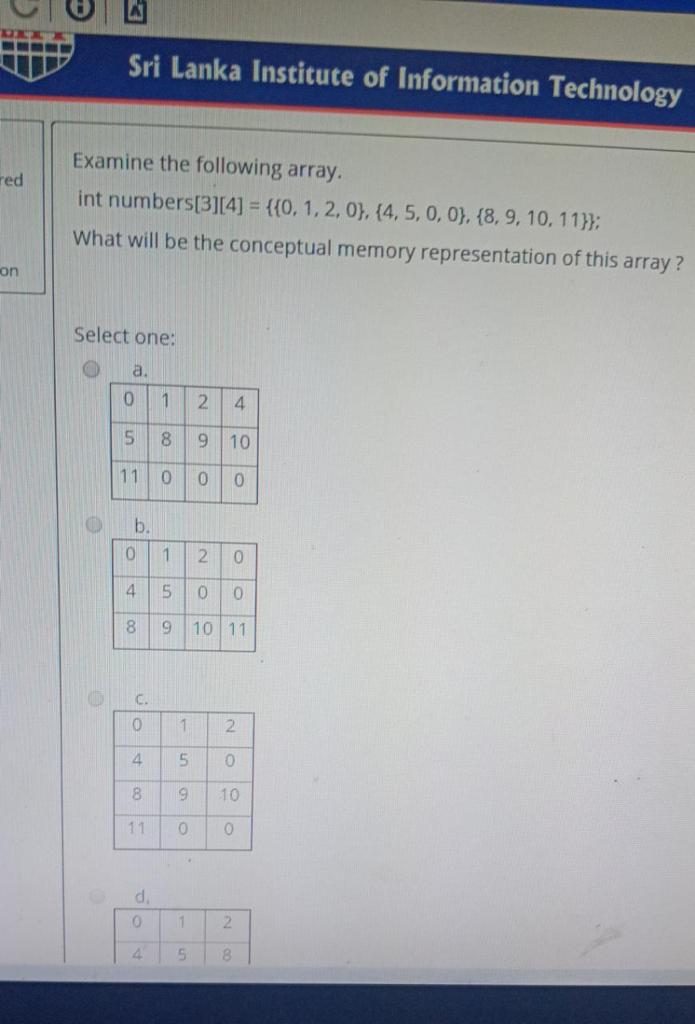 Sri Lanka Institute of Information Technology
red
on
Examine the following array.
int numbers[3][4] = {{0, 1, 2, 0}, {4, 5, 0, 0}, {8, 9, 10, 11}};
What will be the conceptual memory representation of this array ?
Select one:
a.
0 1 2 4
5 8 9 10
11 0 0 0
b.
0 1 2 0
4 5 0 0
8 9 10 11
c.
0 1 2
4 5 0
8 9 10
11 0 0
d.
0 1 2
4 5 8